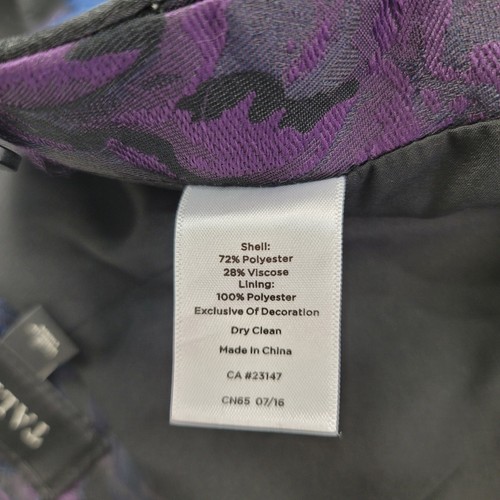 Shell:
72% Polyester
28% Viscose
Lining:
100% Polyester
Exclusive Of Decoration
Dry Clean
Made In China
CA #23147
CN65 07/16